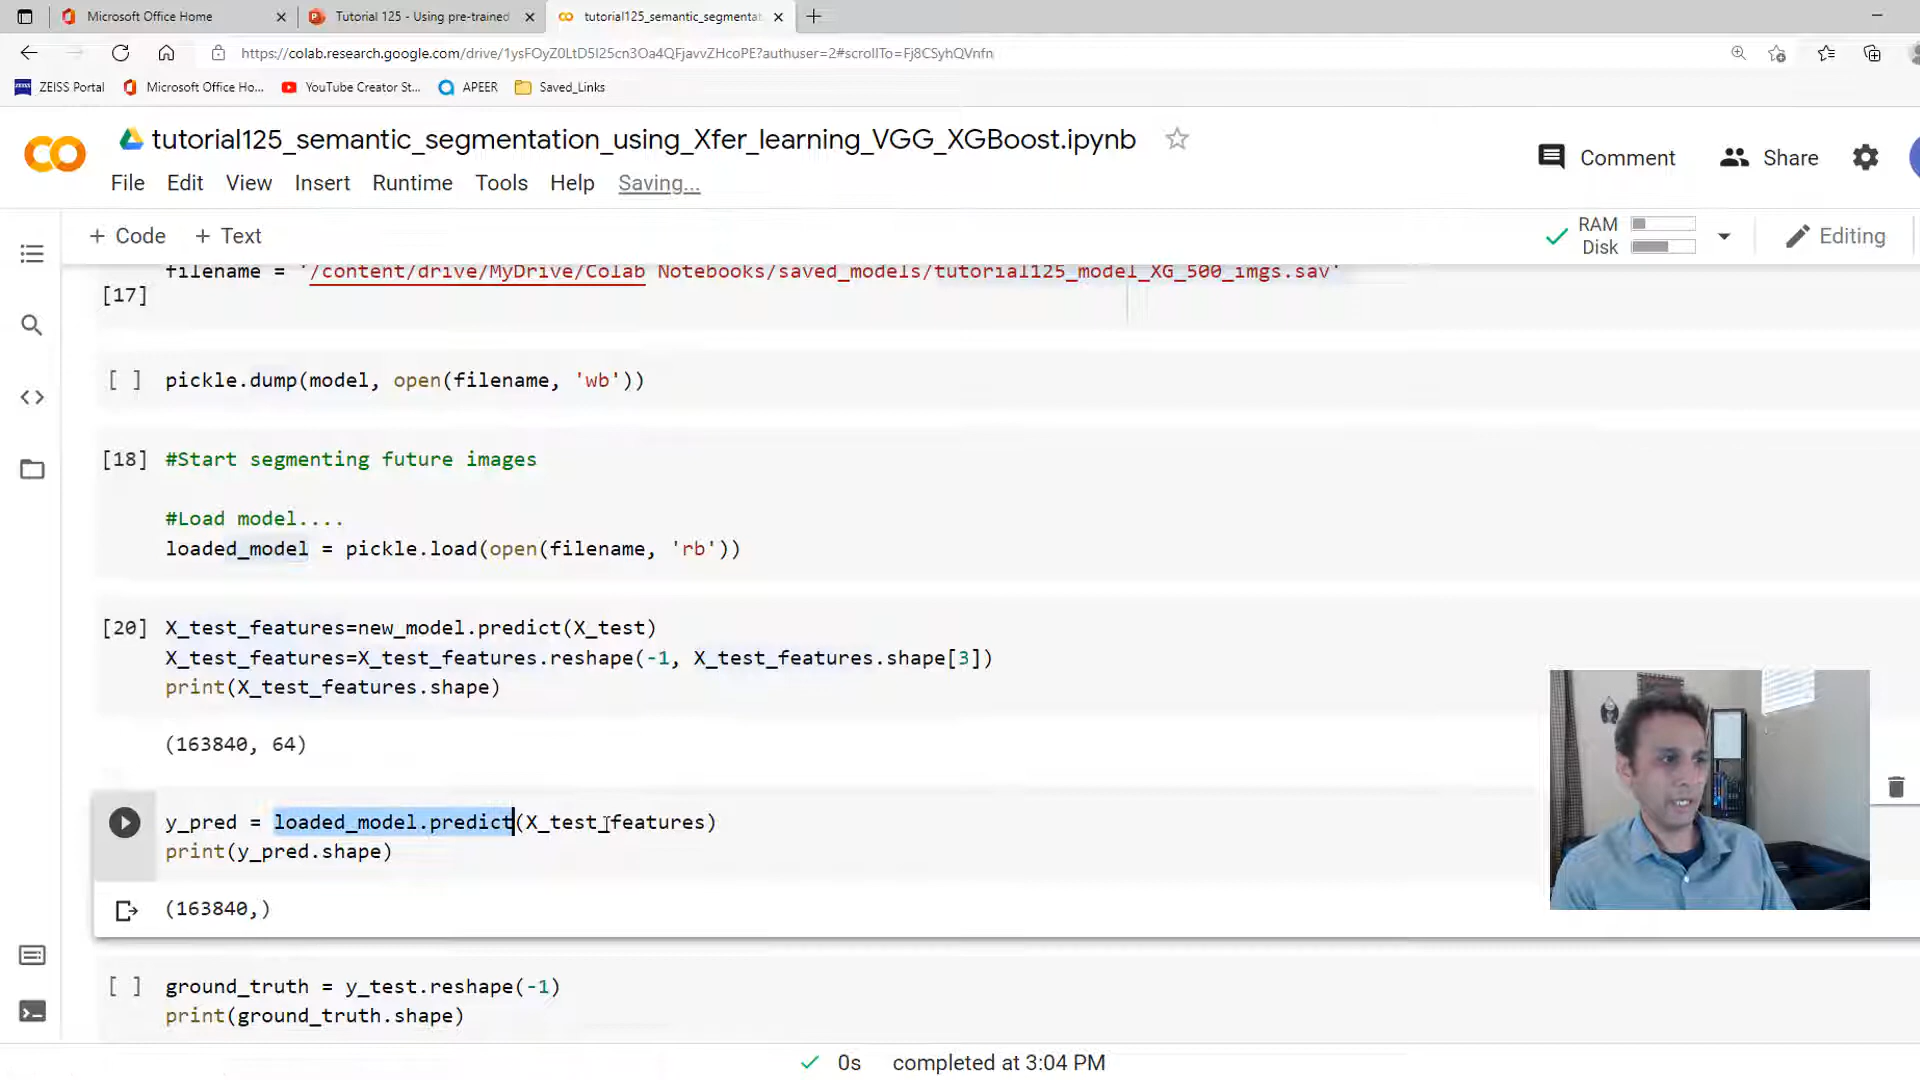 Microsoft Office Home
Tutorial 125 - Using pre-trained
tutorial125_semantic_segmenta
https://colab.research.google.com/drive/1ysFOyZ0LtD5I25cn3Oa4QFjavvZHcoPE?authuser=2#scrollTo=Fj8CSyhQVnfn
ZEISS Portal
Microsoft Office Ho...
YouTube Creator St...
APEER
Saved_Links
tutorial125_semantic_segmentation_using_Xfer_learning_VGG_XGBoost.ipynb
Comment
Share
File Edit View Insert Runtime Tools Help Saving...
+ Code + Text
RAM
Disk
Editing
filename = '/content/drive/MyDrive/Colab Notebooks/saved_models/tutorial125_model_XG_500_imgs.sav'
[17]
[ ] pickle.dump(model, open(filename, 'wb'))
[18] #Start segmenting future images
#Load model....
loaded_model = pickle.load(open(filename, 'rb'))
[20] X_test_features=new_model.predict(X_test)
X_test_features=X_test_features.reshape(-1, X_test_features.shape[3])
print(X_test_features.shape)
(163840, 64)
y_pred = loaded_model.predict(X_test_features)
print(y_pred.shape)
(163840,)
[ ] ground_truth = y_test.reshape(-1)
print(ground_truth.shape)
0s completed at 3:04 PM